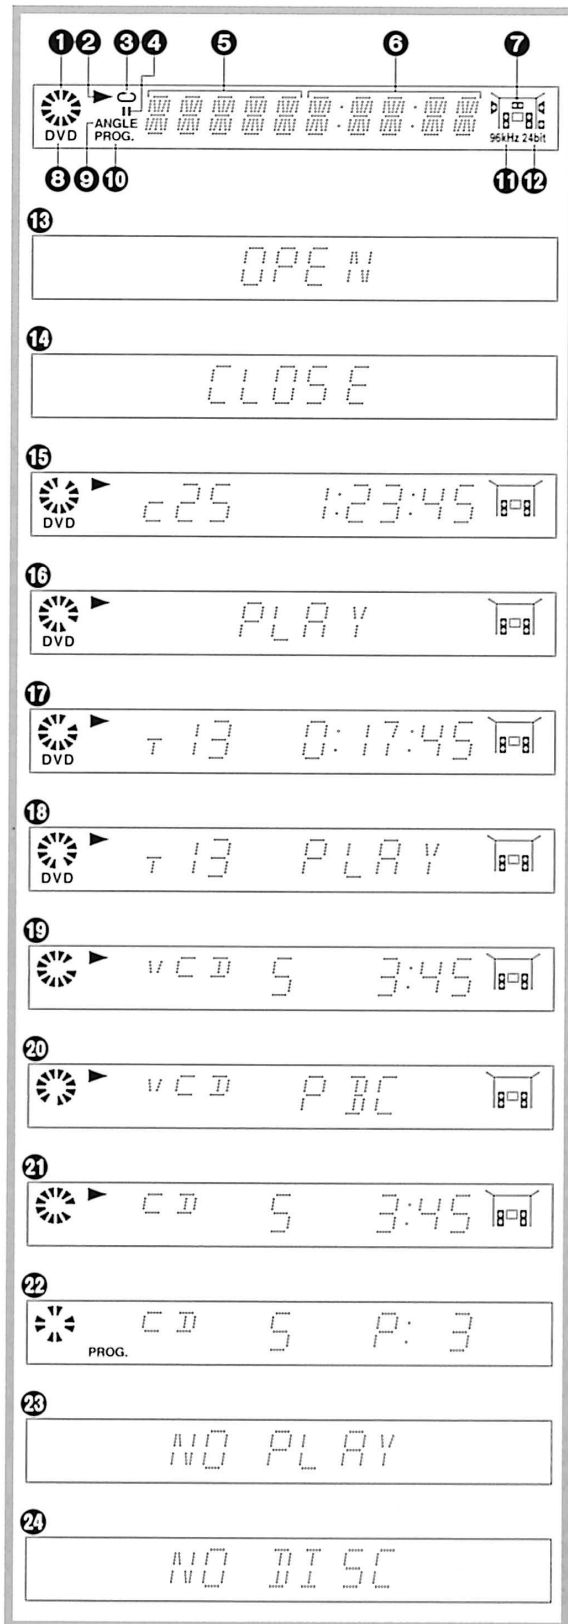 1 2 3 4 5 6 7
DVD ANGLE PROG. 96kHz 24bit
8 9 10 11 12
13
OPEN
14
CLOSE
15
DVD c25 1:23:45
16
DVD PLAY
17
DVD T13 0:17:45
18
DVD T13 PLAY
19
VCD 5 3:45
20
VCD PBC
21
CD 5 3:45
22
PROG. CD 5 P: 3
23
NO PLAY
24
NO DISC